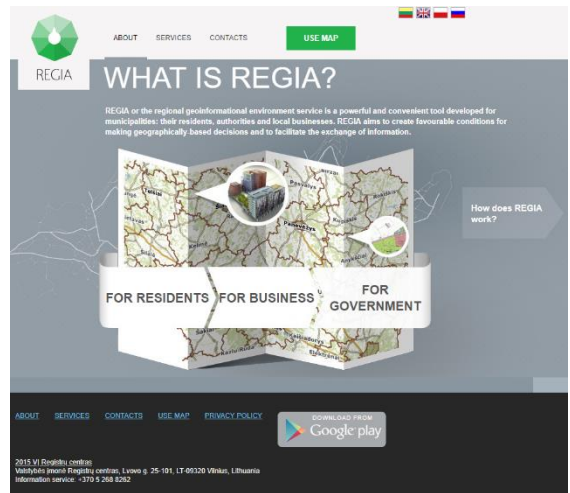 ABOUT SERVICES CONTACTS USE MAP
REGIA
WHAT IS REGIA?
REGIA or the regional geoinformational environment service is a powerful and convenient tool developed for
municipalities: their residents, authorities and local businesses. REGIA aims to create favourable conditions for
making geographically-based decisions and to facilitate the exchange of information.
Telšiai
Panevėžys
How does REGIA
work?
FOR RESIDENTS
FOR BUSINESS
FOR
GOVERNMENT
ABOUT SERVICES CONTACTS USE MAP PRIVACY POLICY
DOWNLOAD FROM
Google play
2015 VĮ Registrų centras
Valstybės įmonė Registrų centras, Lvovo g. 25-101, LT-09320 Vilnius, Lithuania
Information service: +370 5 268 8262